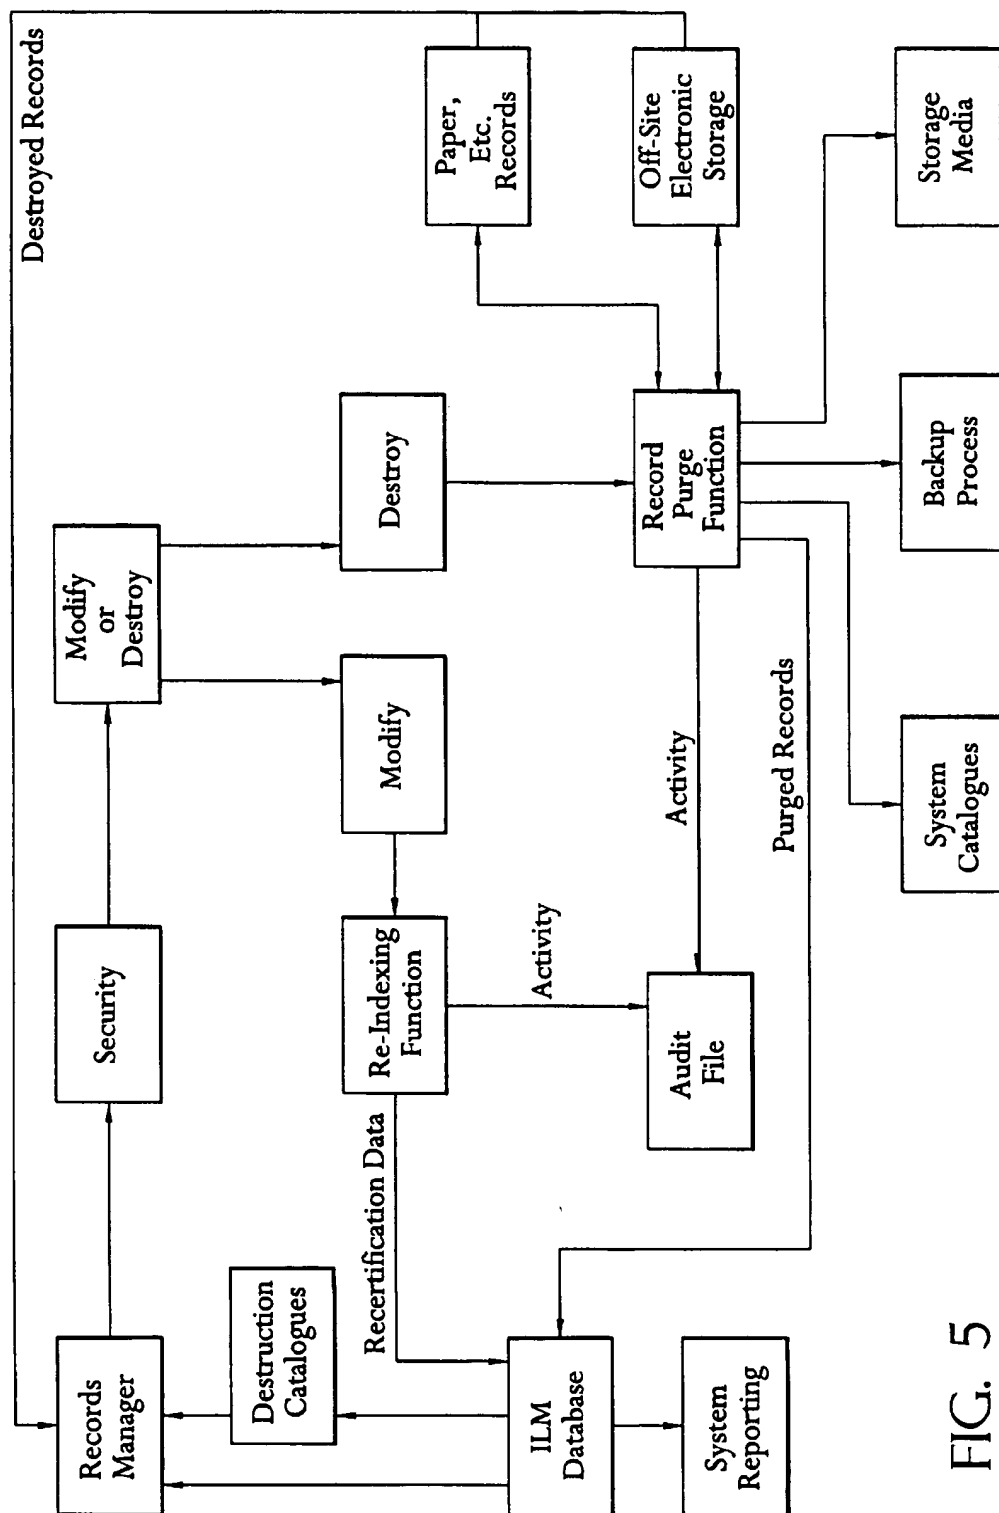 Destroyed Records
Records
Manager
Security
Modify
or
Destroy
Paper,
Etc.
Records
Destruction
Catalogues
Recertification Data
Re-Indexing
Function
Modify
Destroy
Off-Site
Electronic
Storage
Activity
ILM
Database
Audit
File
Activity
Record
Purge
Function
Purged Records
System
Reporting
System
Catalogues
Backup
Process
Storage
Media
FIG. 5